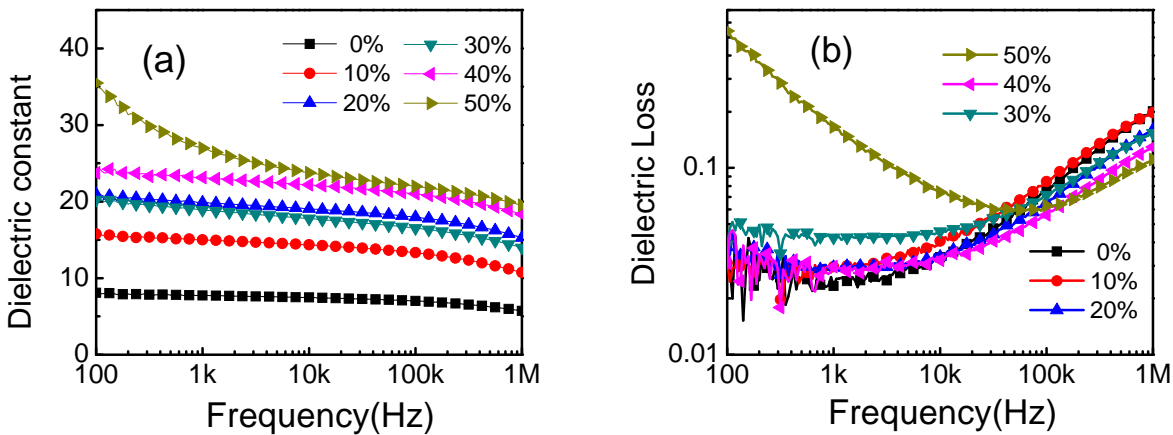 (a)
0%
10%
20%
30%
40%
50%
Dielectric constant
40
30
20
10
0
100
1k
10k
100k
1M
Frequency(Hz)
(b)
50%
40%
30%
0%
10%
20%
Dielectric Loss
0.1
0.01
100
1k
10k
100k
1M
Frequency(Hz)